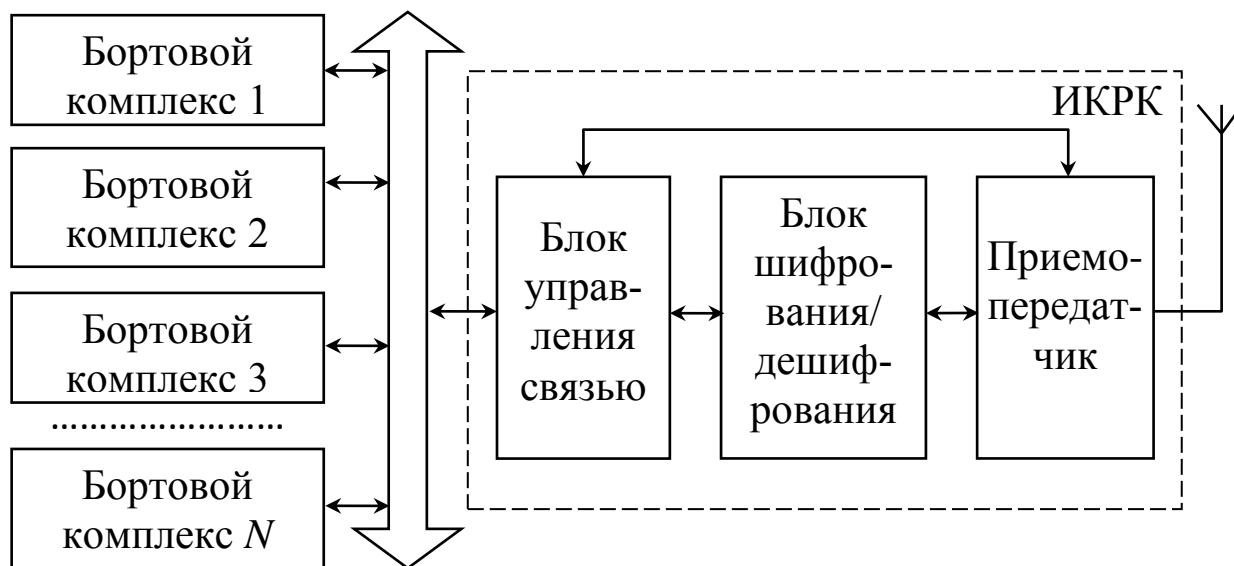 Бортовой
комплекс 1
Бортовой
комплекс 2
Бортовой
комплекс 3
........................
Бортовой
комплекс N
ИКРК
Блок
управ-
ления
связью
Блок
шифро-
вания/
дешиф-
рования
Приемо-
передат-
чик